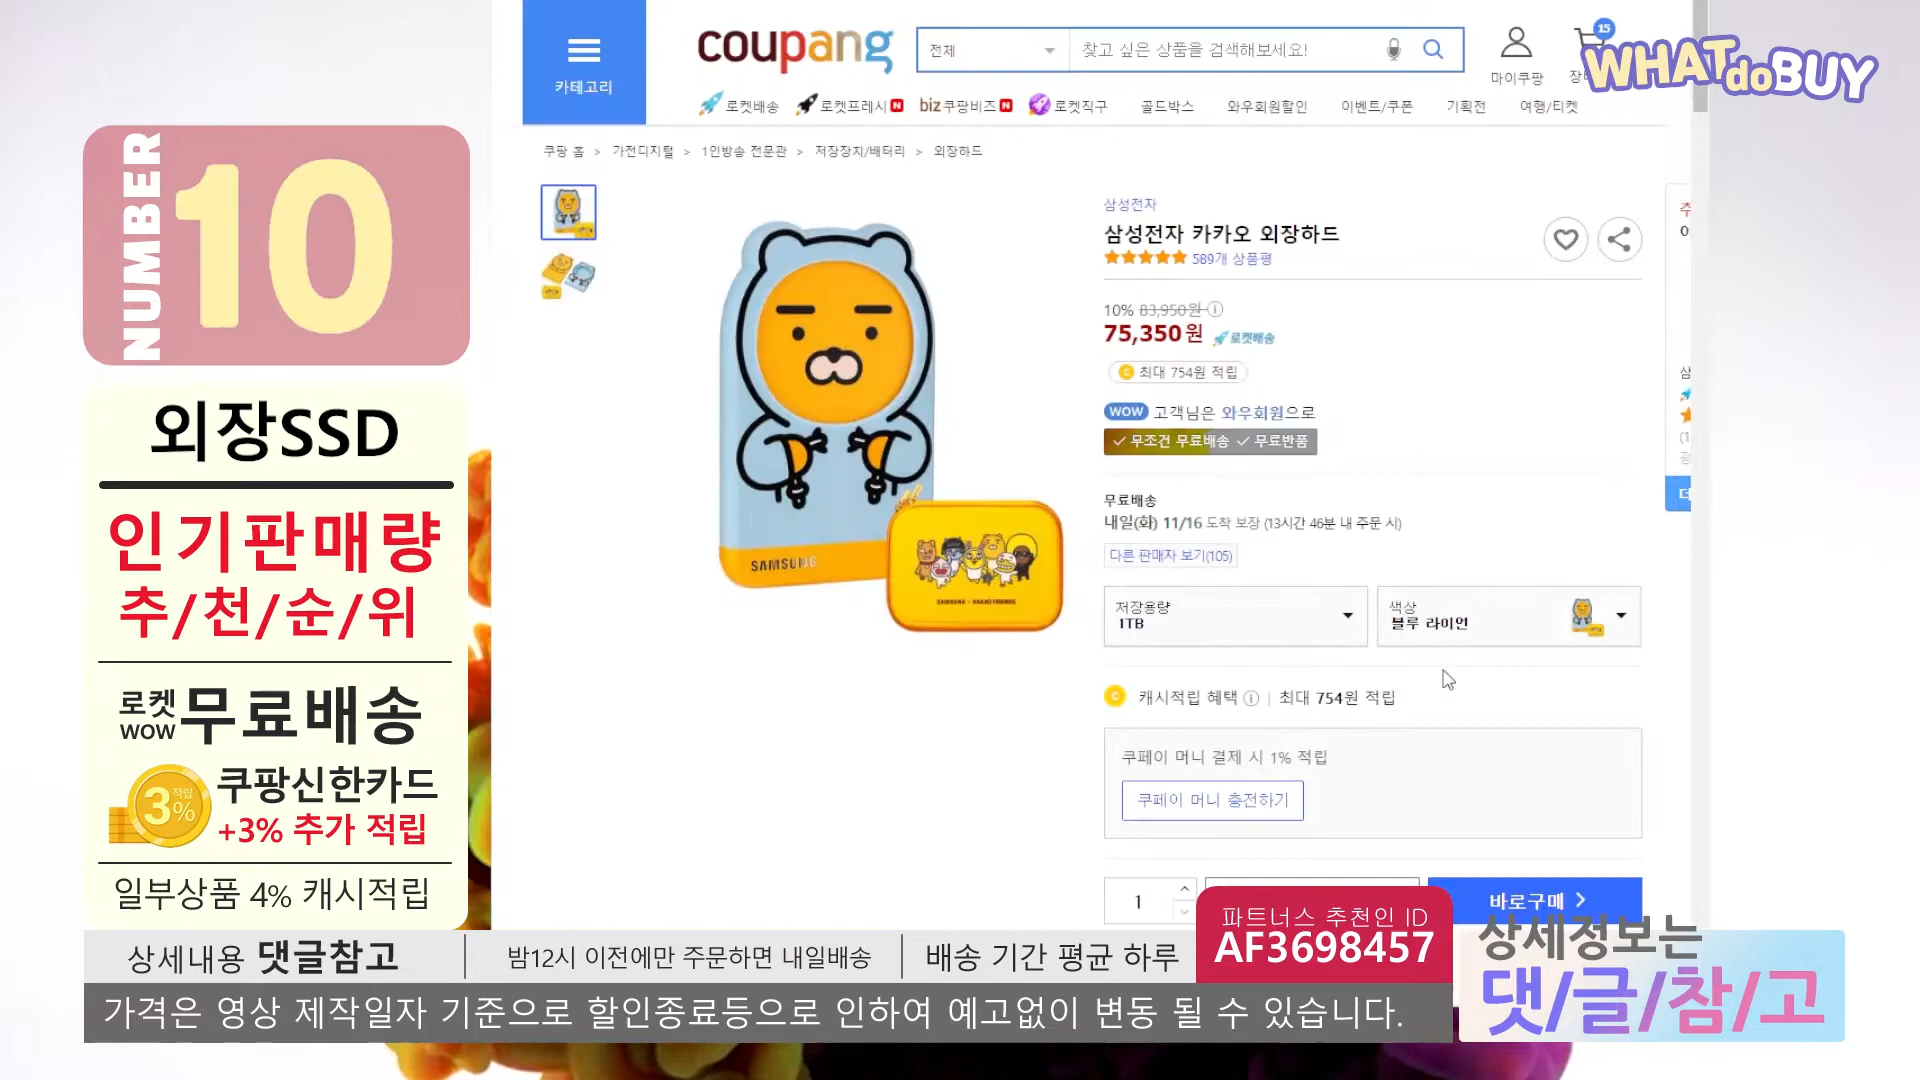 카테고리
coupang
전체
찾고 싶은 상품을 검색해보세요!
마이쿠팡
15
WHAT do BUY
로켓배송
로켓프레시 N
biz 쿠팡비즈 N
로켓직구
골드박스
와우회원할인
이벤트/쿠폰
기획전
여행/티켓
쿠팡 홈 > 가전디지털 > 1인방송 전문관 > 저장장치/배터리 > 외장하드
NUMBER 10
외장SSD
인기판매량
추/천/순/위
로켓 WOW 무료배송
적립 3%
쿠팡신한카드
+3% 추가 적립
일부상품 4% 캐시적립
SAMSUNG
삼성전자
삼성전자 카카오 외장하드
589개 상품평
10% 83,950원
75,350원 로켓배송
최대 754원 적립
WOW 고객님은 와우회원으로
✓ 무조건 무료배송 ✓ 무료반품
무료배송
내일(화) 11/16 도착 보장 (13시간 46분 내 주문 시)
다른 판매자 보기(105)
저장용량
1TB
색상
블루 라이언
캐시적립 혜택 | 최대 754원 적립
쿠페이 머니 결제 시 1% 적립
쿠페이 머니 충전하기
1
바로구매
상세내용 댓글참고
밤12시 이전에만 주문하면 내일배송
배송 기간 평균 하루
파트너스 추천인 ID
AF3698457
상세정보는
댓/글/참/고
가격은 영상 제작일자 기준으로 할인종료등으로 인하여 예고없이 변동 될 수 있습니다.